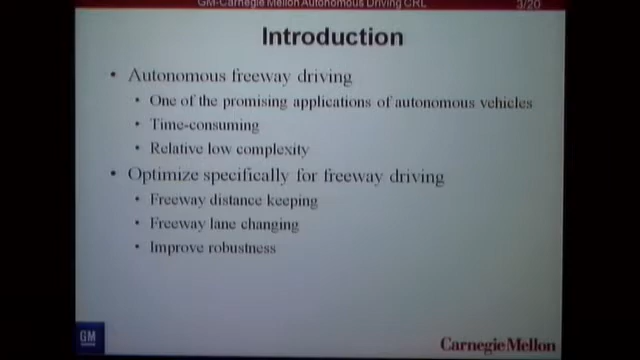 GM-Carnegie Mellon Autonomous Driving CRL 3/20
Introduction
• Autonomous freeway driving
• One of the promising applications of autonomous vehicles
• Time-consuming
• Relative low complexity
• Optimize specifically for freeway driving
• Freeway distance keeping
• Freeway lane changing
• Improve robustness
GM
Carnegie Mellon